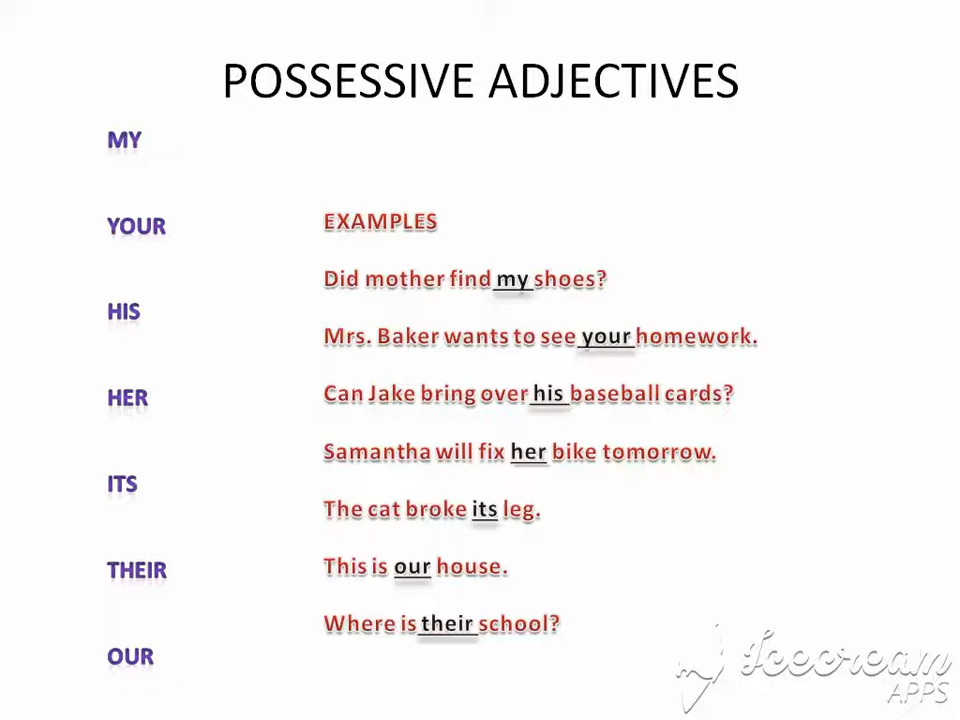 POSSESSIVE ADJECTIVES
MY
YOUR
HIS
HER
ITS
THEIR
OUR
EXAMPLES
Did mother find my shoes?
Mrs. Baker wants to see your homework.
Can Jake bring over his baseball cards?
Samantha will fix her bike tomorrow.
The cat broke its leg.
This is our house.
Where is their school?
Icecream
APPS